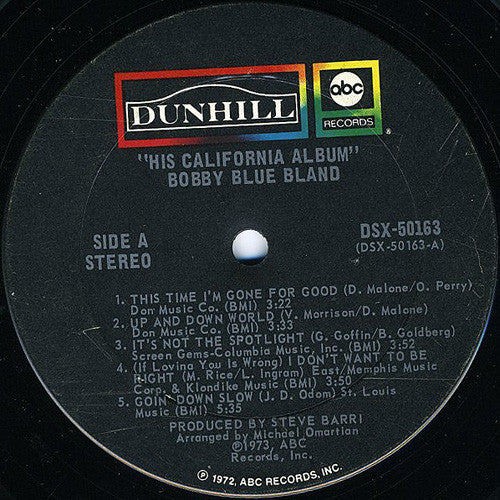 DUNHILL
abc
RECORDS
®
"HIS CALIFORNIA ALBUM"
BOBBY BLUE BLAND
SIDE A
STEREO
DSX-50163
(DSX-50163-A)
1. THIS TIME I'M GONE FOR GOOD (D. Malone/O. Perry)
Don Music Co. (BMI) 3:22
2. UP AND DOWN WORLD (V. Morrison/D. Malone)
Don Music Co. (BMI) 3:33
3. IT'S NOT THE SPOTLIGHT (G. Goffin/B. Goldberg)
Screen Gems-Columbia Music, Inc. (BMI) 3:52
4. (If Loving You Is Wrong) I DON'T WANT TO BE
RIGHT (M. Rice/L. Ingram) East/Memphis Music
Corp. & Klondike Music (BMI) 3:50
5. GOIN DOWN SLOW (J. D. Odom) St. Louis
Music (BMI) 5:35
PRODUCED BY STEVE BARRI
Arranged by Michael Omartian
℗1973, ABC
Records, Inc.
© 1972, ABC RECORDS, INC.